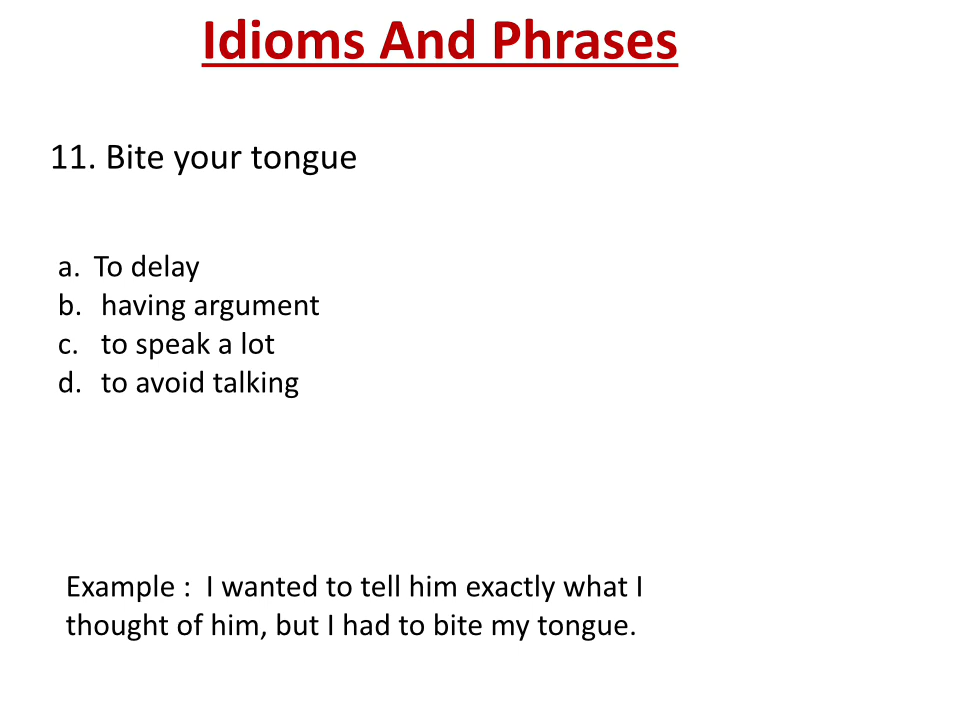 Idioms And Phrases
11. Bite your tongue
a. To delay
b. having argument
c. to speak a lot
d. to avoid talking
Example : I wanted to tell him exactly what I
thought of him, but I had to bite my tongue.